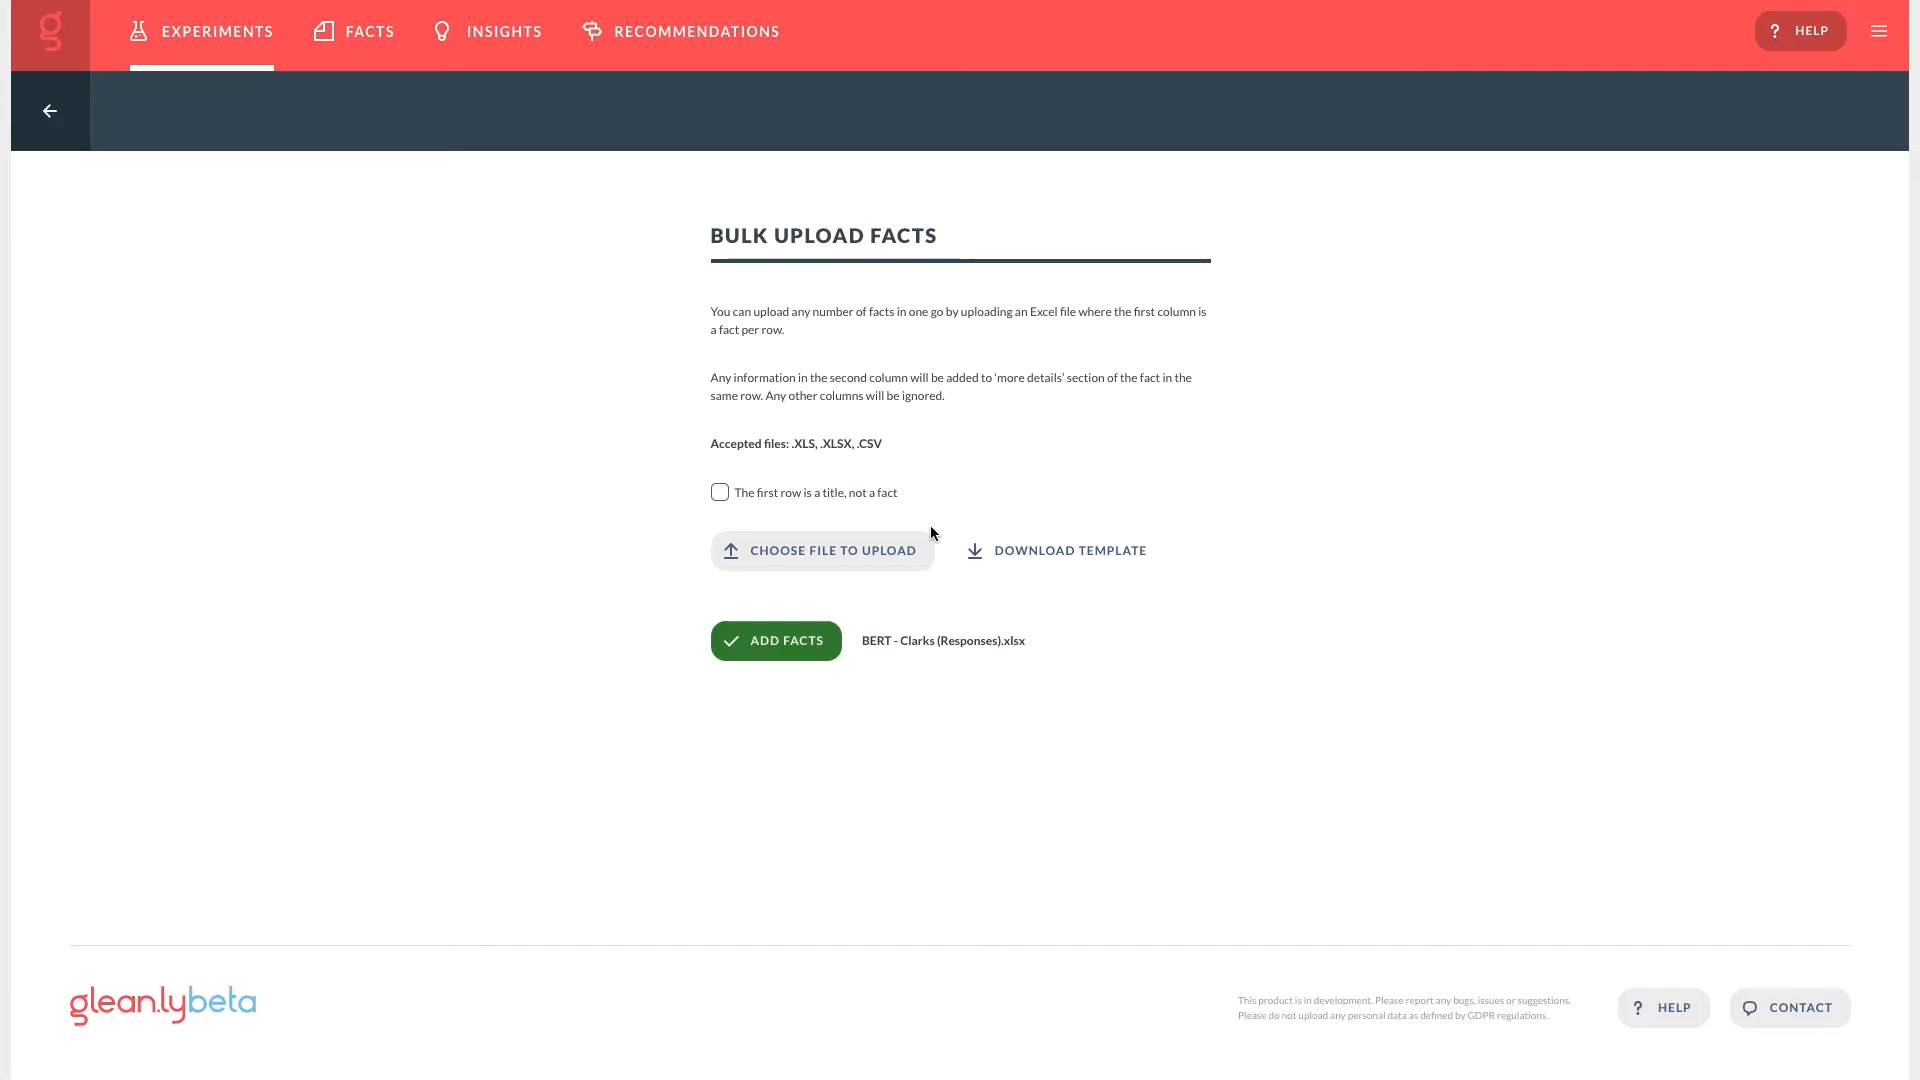 g EXPERIMENTS FACTS INSIGHTS RECOMMENDATIONS ? HELP
BULK UPLOAD FACTS
You can upload any number of facts in one go by uploading an Excel file where the first column is
a fact per row.
Any information in the second column will be added to ‘more details’ section of the fact in the
same row. Any other columns will be ignored.
Accepted files: .XLS, .XLSX, .CSV
The first row is a title, not a fact
CHOOSE FILE TO UPLOAD DOWNLOAD TEMPLATE
ADD FACTS BERT - Clarks (Responses).xlsx
gleanlybeta
This product is in development. Please report any bugs, issues or suggestions.
Please do not upload any personal data as defined by GDPR regulations.
? HELP CONTACT